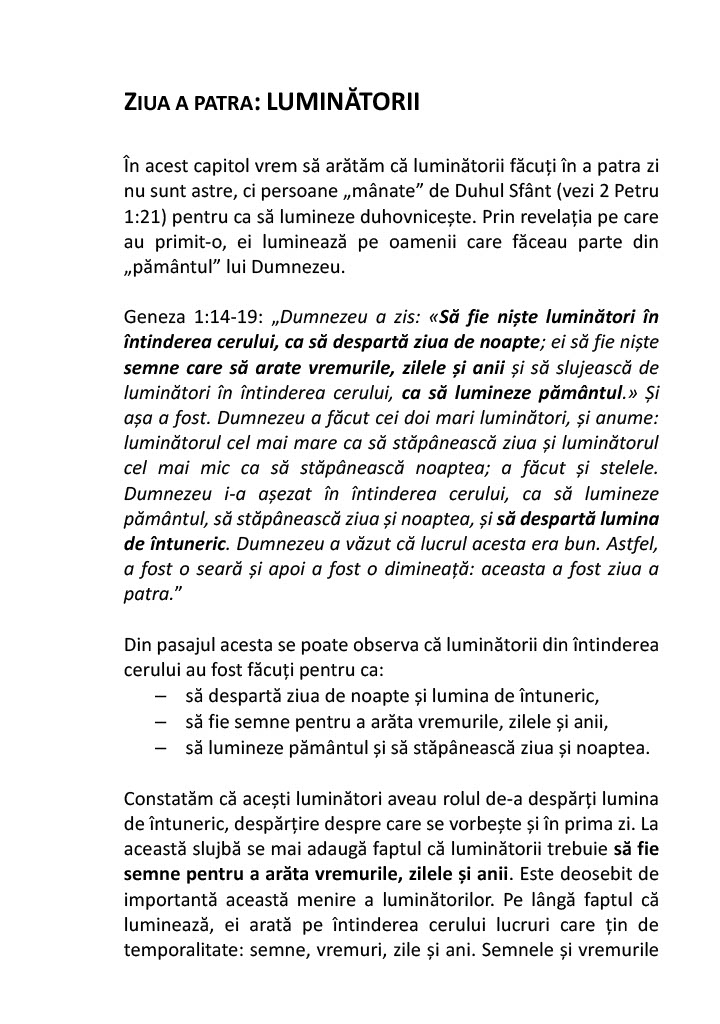 ZIUA A PATRA: LUMINĂTORII
În acest capitol vrem să arătăm că luminătorii făcuți în a patra zi
nu sunt astre, ci persoane „mânate” de Duhul Sfânt (vezi 2 Petru
1:21) pentru ca să lumineze duhovnicește. Prin revelația pe care
au primit-o, ei luminează pe oamenii care făceau parte din
„pământul” lui Dumnezeu.
Geneza 1:14-19: „Dumnezeu a zis: «Să fie niște luminători în
întinderea cerului, ca să despartă ziua de noapte; ei să fie niște
semne care să arate vremurile, zilele și anii și să slujească de
luminători în întinderea cerului, ca să lumineze pământul.» Și
așa a fost. Dumnezeu a făcut cei doi mari luminători, și anume:
luminătorul cel mai mare ca să stăpânească ziua și luminătorul
cel mai mic ca să stăpânească noaptea; a făcut și stelele.
Dumnezeu i-a așezat în întinderea cerului, ca să lumineze
pământul, să stăpânească ziua și noaptea, și să despartă lumina
de întuneric. Dumnezeu a văzut că lucrul acesta era bun. Astfel,
a fost o seară și apoi a fost o dimineață: aceasta a fost ziua a
patra.”
Din pasajul acesta se poate observa că luminătorii din întinderea
cerului au fost făcuți pentru ca:
– să despartă ziua de noapte și lumina de întuneric,
– să fie semne pentru a arăta vremurile, zilele și anii,
– să lumineze pământul și să stăpânească ziua și noaptea.
Constatăm că acești luminători aveau rolul de-a despărți lumina
de întuneric, despărțire despre care se vorbește și în prima zi. La
această slujbă se mai adaugă faptul că luminătorii trebuie să fie
semne pentru a arăta vremurile, zilele și anii. Este deosebit de
importantă această menire a luminătorilor. Pe lângă faptul că
luminează, ei arată pe întinderea cerului lucruri care țin de
temporalitate: semne, vremuri, zile și ani. Semnele și vremurile